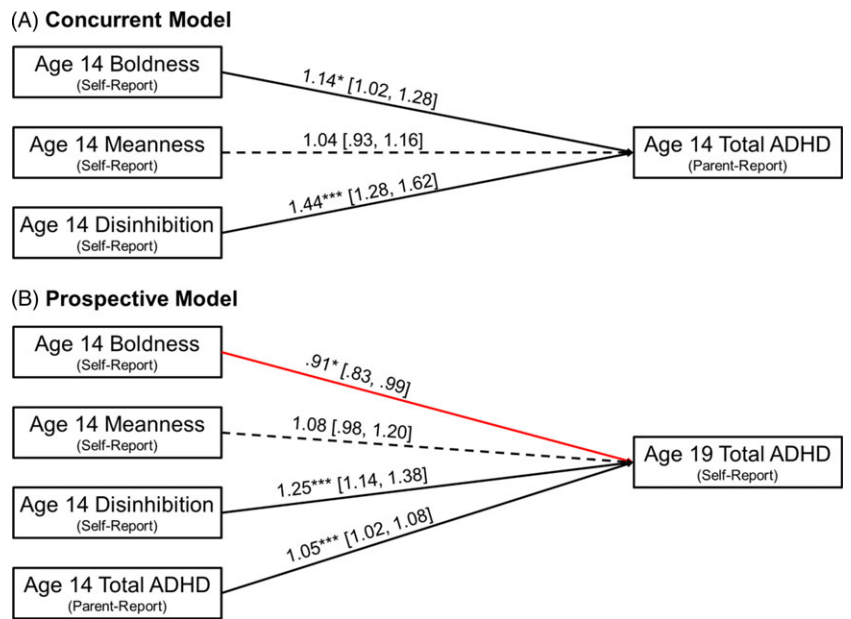 (A) Concurrent Model
Age 14 Boldness
(Self-Report)
1.14* [1.02, 1.28]
Age 14 Meanness
(Self-Report)
1.04 [.93, 1.16]
Age 14 Total ADHD
(Parent-Report)
Age 14 Disinhibition
(Self-Report)
1.44*** [1.28, 1.62]
(B) Prospective Model
Age 14 Boldness
(Self-Report)
.91* [.83, .99]
Age 14 Meanness
(Self-Report)
1.08 [.98, 1.20]
Age 19 Total ADHD
(Self-Report)
Age 14 Disinhibition
(Self-Report)
1.25*** [1.14, 1.38]
1.05*** [1.02, 1.08]
Age 14 Total ADHD
(Parent-Report)